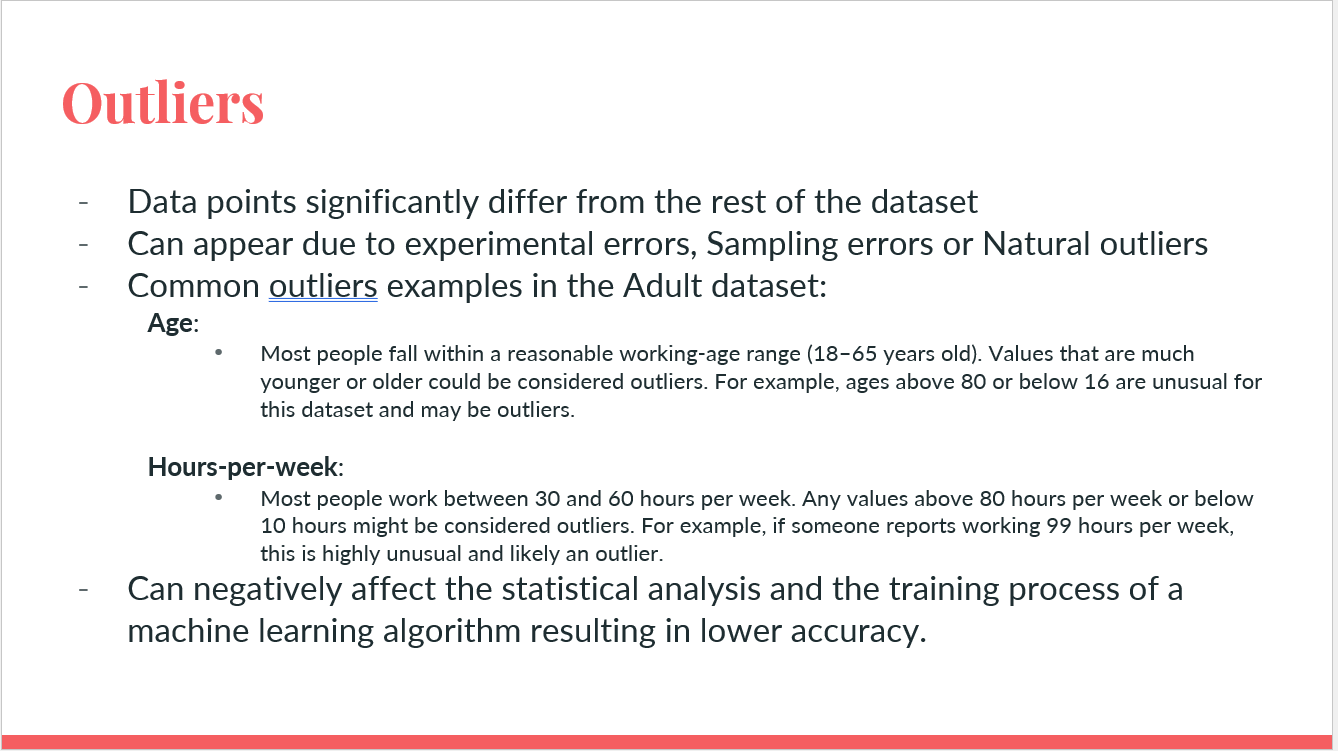 Outliers
- Data points significantly differ from the rest of the dataset
- Can appear due to experimental errors, Sampling errors or Natural outliers
- Common outliers examples in the Adult dataset:
Age:
• Most people fall within a reasonable working-age range (18–65 years old). Values that are much
younger or older could be considered outliers. For example, ages above 80 or below 16 are unusual for
this dataset and may be outliers.
Hours-per-week:
• Most people work between 30 and 60 hours per week. Any values above 80 hours per week or below
10 hours might be considered outliers. For example, if someone reports working 99 hours per week,
this is highly unusual and likely an outlier.
- Can negatively affect the statistical analysis and the training process of a
machine learning algorithm resulting in lower accuracy.